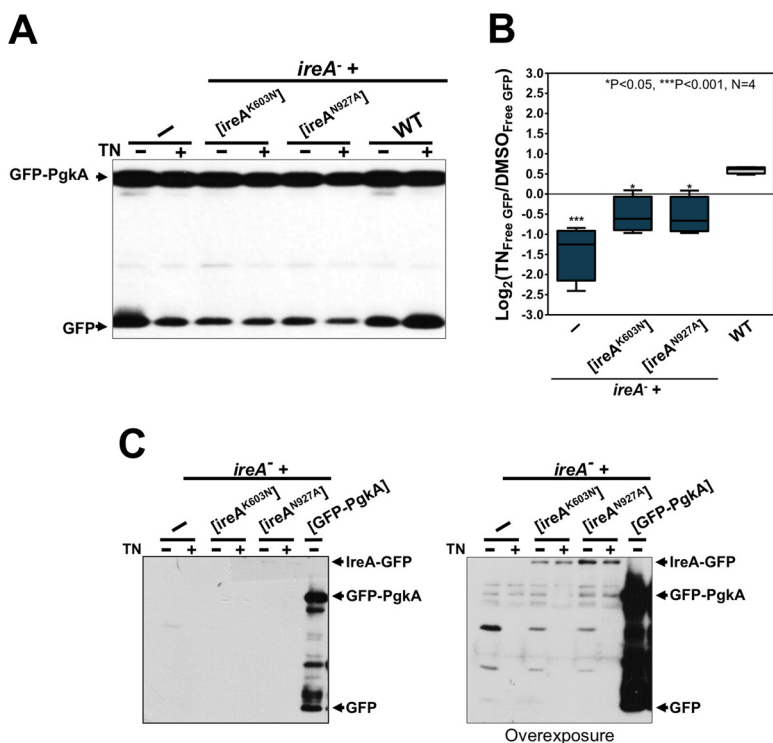 A
ireA- +
– [ireAK603N] [ireAN927A] WT
TN – + – + – + – +
GFP-PgkA
GFP
B
Log2(TNFree GFP/DMSOFree GFP)
3.0
2.5
2.0
1.5
1.0
0.5
0.0
-0.5
-1.0
-1.5
-2.0
-2.5
-3.0
*P<0.05, ***P<0.001, N=4
*** * *
– [ireAK603N] [ireAN927A] WT
ireA- +
C
ireA- +
– [ireAK603N] [ireAN927A] [GFP-PgkA]
TN – + – + – + –
IreA-GFP
GFP-PgkA
GFP
ireA- +
– [ireAK603N] [ireAN927A] [GFP-PgkA]
TN – + – + – + –
IreA-GFP
GFP-PgkA
GFP
Overexposure